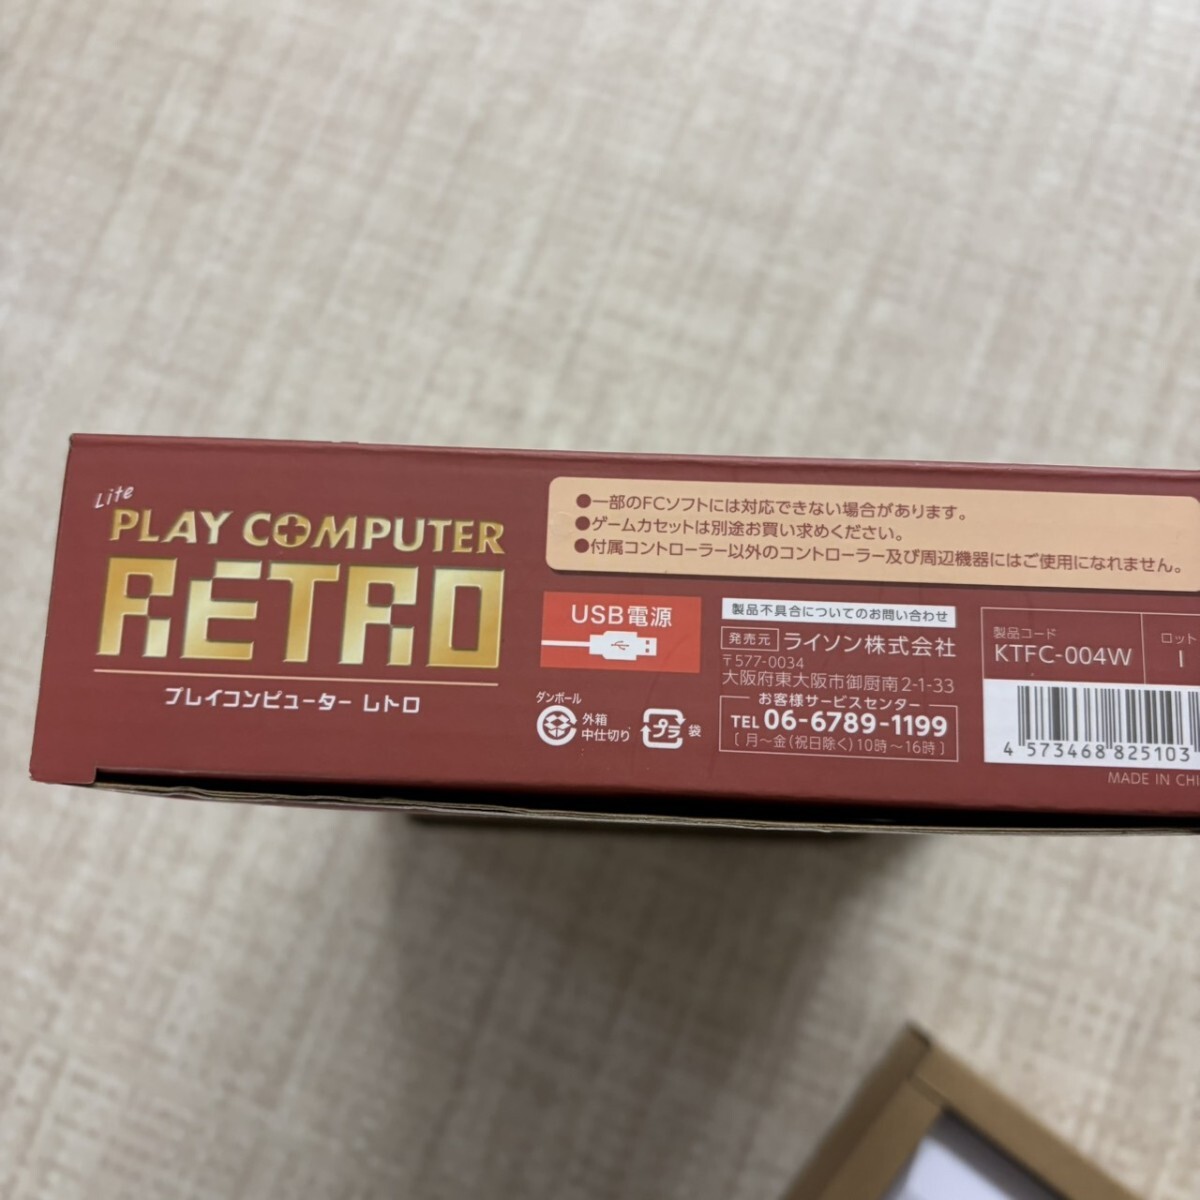 Lite
PLAY COMPUTER
RETRO
プレイコンピューター レトロ
●一部のFCソフトには対応できない場合があります。
●ゲームカセットは別途お買い求めください。
●付属コントローラー以外のコントローラー及び周辺機器にはご使用になれません。
USB電源
ダンボール
外箱
中仕切り
プラ
袋
製品不具合についてのお問い合わせ
発売元 ライソン株式会社
〒577-0034
大阪府東大阪市御厨南2-1-33
お客様サービスセンター
TEL 06-6789-1199
[ 月～金(祝日除く)10時～16時 ]
製品コード
KTFC-004W
ロット
I
4 573468 825103
MADE IN CHI